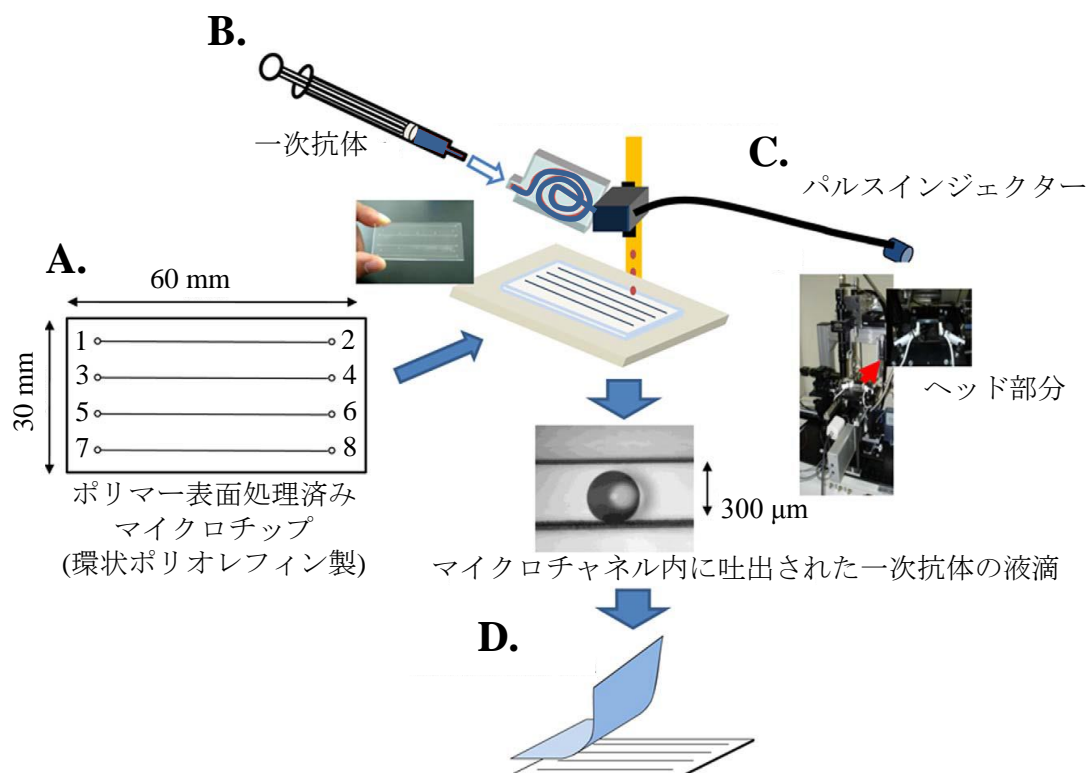 B.
一次抗体
C.
パルスインジェクター
A.
60 mm
30 mm
1
2
3
4
5
6
7
8
ポリマー表面処理済み
マイクロチップ
(環状ポリオレフィン製)
ヘッド部分
300 μm
マイクロチャネル内に吐出された一次抗体の液滴
D.